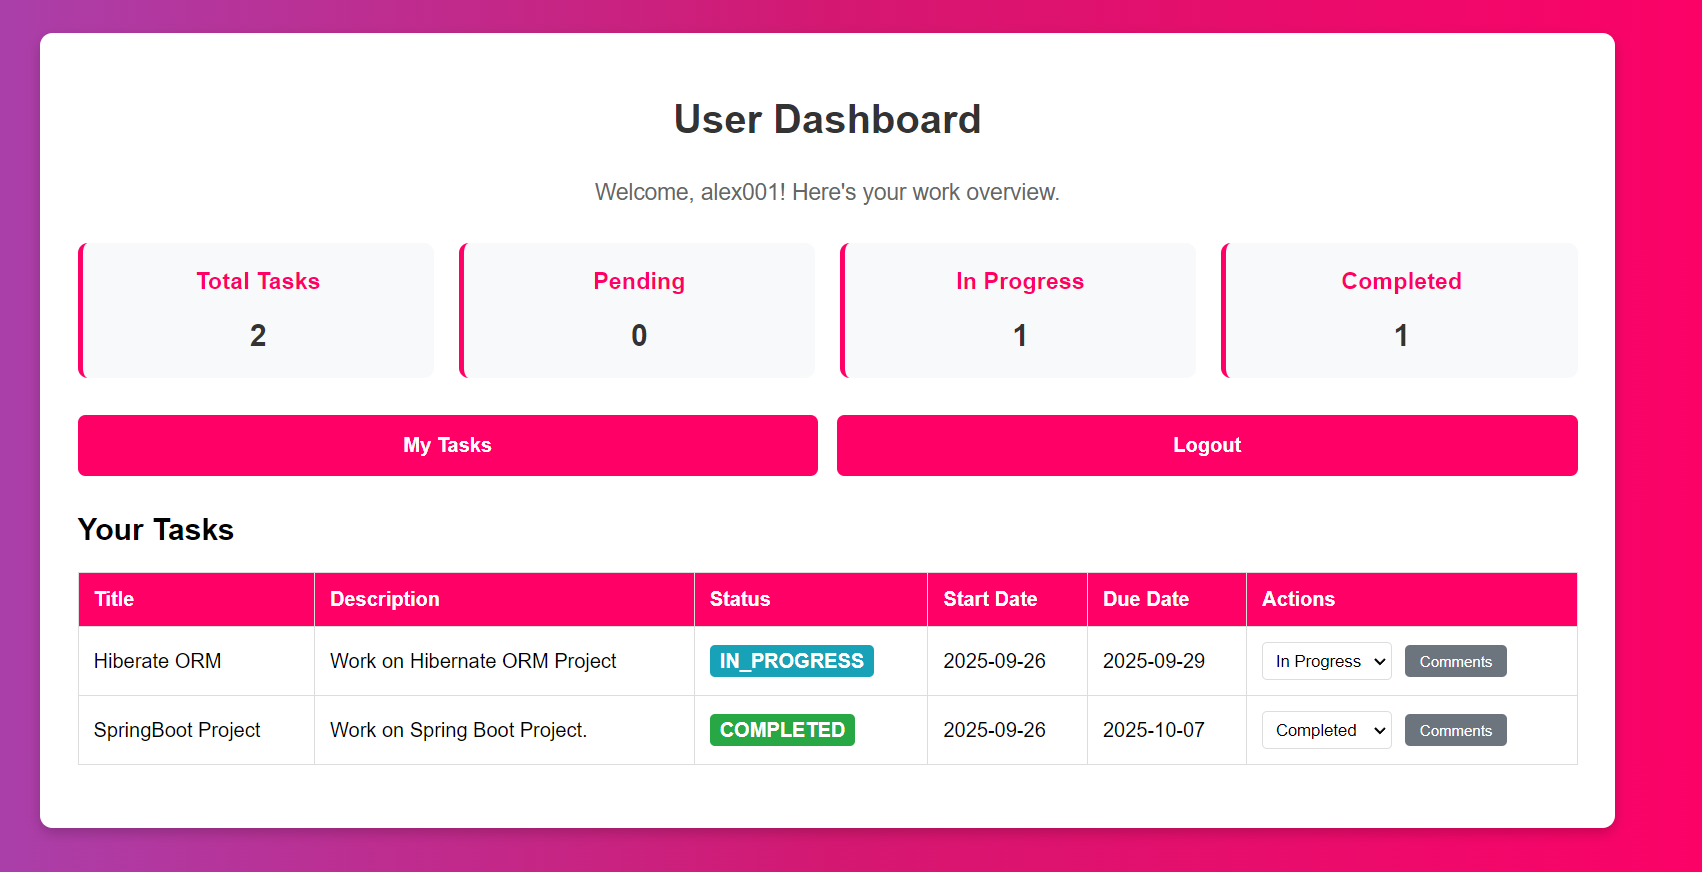 User Dashboard
Welcome, alex001! Here's your work overview.
Total Tasks
2
Pending
0
In Progress
1
Completed
1
My Tasks
Logout
Your Tasks
Title Description Status Start Date Due Date Actions
Hiberate ORM Work on Hibernate ORM Project IN_PROGRESS 2025-09-26 2025-09-29 In Progress Comments
SpringBoot Project Work on Spring Boot Project. COMPLETED 2025-09-26 2025-10-07 Completed Comments